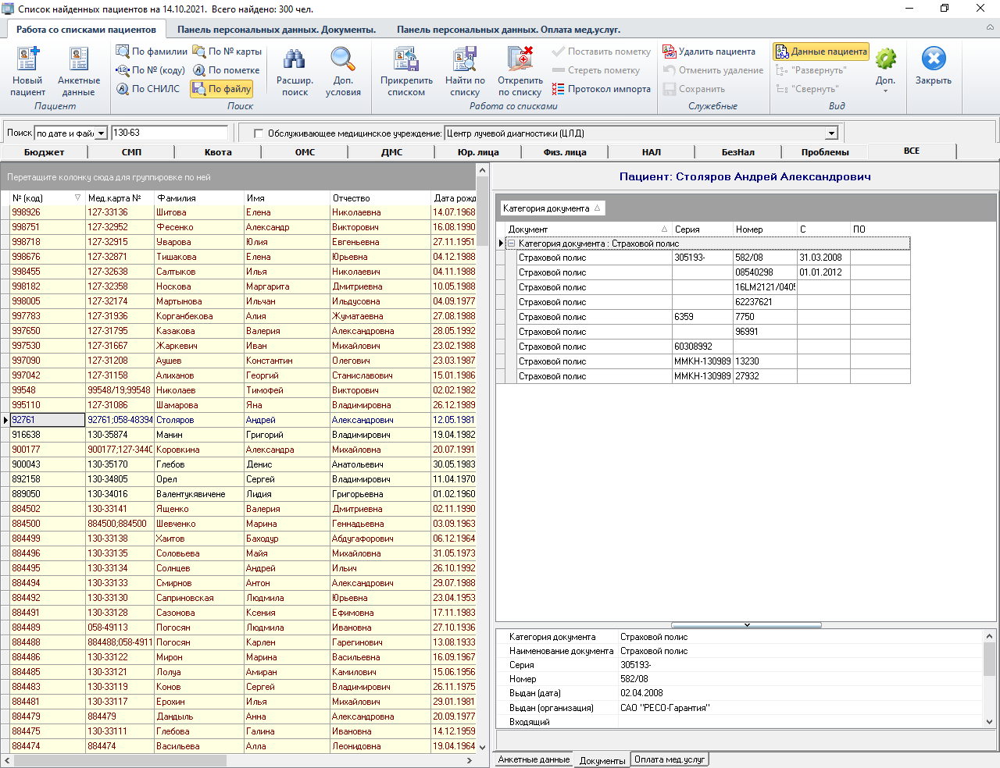 Список найденных пациентов на 14.10.2021. Всего найдено: 300 чел.
Работа со списками пациентов Панель персональных данных. Документы. Панель персональных данных. Оплата мед.услуг.
По фамилии По № карты Поставить пометку Удалить пациента Данные пациента
По № (коду) По пометке Стереть пометку Отменить удаление "Развернуть"
По СНИЛС По файлу Протокол импорта Сохранить "Свернуть"
Новый пациент Анкетные данные Расшир. поиск Доп. условия Прикрепить списком Найти по списку Открепить по списку Доп. Закрыть
Пациент Поиск Работа со списками Служебные Вид
Поиск по дате и файл 130-63 Обслуживающее медицинское учреждение: Центр лучевой диагностики (ЦЛД)
Бюджет СМП Квота ОМС ДМС Юр. лица Физ. лица НАЛ БезНал Проблемы ВСЕ
Перетащите колонку сюда для группировке по ней
№ (код) Мед.карта № Фамилия Имя Отчество Дата рожд
998926 127-33136 Шитова Елена Николаевна 14.07.1968
998751 127-32952 Фесенко Александр Викторович 16.08.1990
998718 127-32915 Уварова Юлия Евгеньевна 27.11.1951
998676 127-32871 Тишакова Елена Юрьевна 04.12.1988
998455 127-32638 Салтыков Илья Николаевич 04.11.1988
998182 127-32358 Носкова Маргарита Дмитриевна 10.05.1988
998005 127-32174 Мартынова Ильчан Ильдусовна 04.09.1977
997783 127-31936 Корганбекова Алия Жуматаевна 27.08.1988
997650 127-31795 Казакова Валерия Александровна 28.05.1992
997530 127-31667 Жаркевич Иван Михайлович 23.02.1988
997090 127-31208 Аушев Константин Олегович 23.03.1987
997042 127-31158 Алиханов Георгий Станиславович 15.01.1986
99548 99548/19;99548 Николаев Тимофей Викторович 02.02.1982
995110 127-31086 Шамарова Яна Владимировна 26.12.1989
92761 92761;058-48394 Столяров Андрей Александрович 12.05.1981
916638 130-35874 Манин Григорий Владимирович 19.04.1982
900177 900177;127-3440 Коровкина Александра Михайловна 20.07.1991
900043 130-35170 Глебов Денис Анатольевич 30.05.1983
892158 130-34805 Орел Сергей Владимирович 11.04.1970
889050 130-34016 Валентукявичене Лидия Григорьевна 01.02.1960
884502 130-33141 Ященко Валерия Дмитриевна 02.11.1990
884500 884500;884500 Шевченко Марина Геннадьевна 03.09.1963
884499 130-33138 Хаитов Баходур Абдугафорович 06.12.1964
884496 130-33135 Соловьева Майя Михайловна 31.05.1973
884495 130-33134 Солнцев Андрей Ильич 26.10.1992
884494 130-33133 Смирнов Антон Александрович 29.07.1988
884492 130-33130 Саприновская Людмила Юрьевна 23.04.1953
884491 130-33128 Сазонова Ксения Ефимовна 17.11.1983
884489 058-49113 Погосян Людмила Ивановна 27.10.1936
884488 884488;058-4911 Погосян Карлен Гарегинович 13.08.1933
884486 130-33122 Мирон Марина Васильевна 16.09.1967
884485 130-33121 Лолуа Амиран Камилович 15.06.1956
884483 130-33119 Конов Сергей Владимирович 26.11.1975
884481 130-33117 Ерохин Илья Михайлович 29.01.1981
884479 884479 Дандыль Анна Александровна 20.09.1977
884475 130-33111 Глебова Галина Ивановна 14.12.1959
884474 884474 Васильева Алла Леонидовна 19.04.1964
Пациент: Столяров Андрей Александрович
Категория документа
Документ Серия Номер С ПО
Категория документа : Страховой полис
Страховой полис 305193- 582/08 31.03.2008
Страховой полис 08540298 01.01.2012
Страховой полис 16LM2121/0405
Страховой полис 62237621
Страховой полис 6359 7750
Страховой полис 96991
Страховой полис 60308992
Страховой полис ММКН-130989 13230
Страховой полис ММКН-130989 27932
Категория документа Страховой полис
Наименование документа Страховой полис
Серия 305193-
Номер 582/08
Выдан (дата) 02.04.2008
Выдан (организация) САО "РЕСО-Гарантия"
Входящий
Анкетные данные Документы Оплата мед.услуг